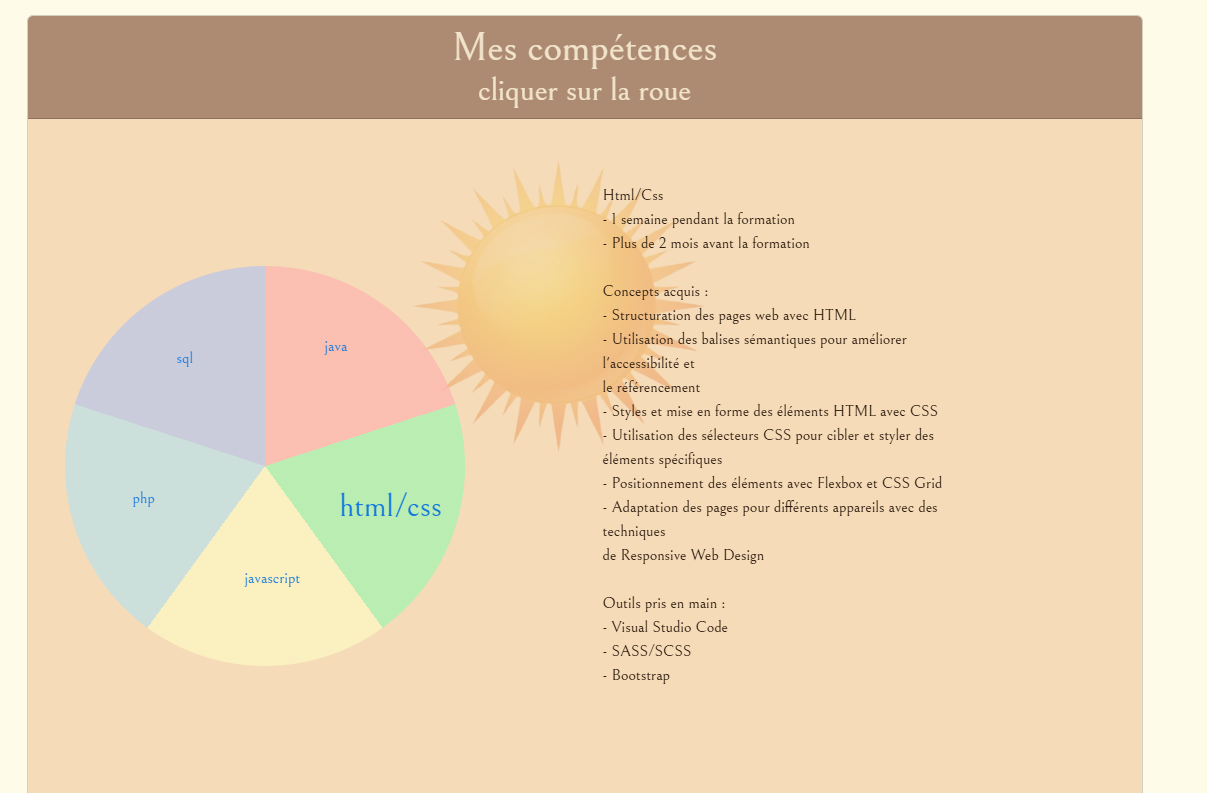 Mes compétences
cliquer sur la roue
sql
java
php
html/css
javascript
Html/Css
- 1 semaine pendant la formation
- Plus de 2 mois avant la formation
Concepts acquis :
- Structuration des pages web avec HTML
- Utilisation des balises sémantiques pour améliorer
l'accessibilité et
le référencement
- Styles et mise en forme des éléments HTML avec CSS
- Utilisation des sélecteurs CSS pour cibler et styler des
éléments spécifiques
- Positionnement des éléments avec Flexbox et CSS Grid
- Adaptation des pages pour différents appareils avec des
techniques
de Responsive Web Design
Outils pris en main :
- Visual Studio Code
- SASS/SCSS
- Bootstrap